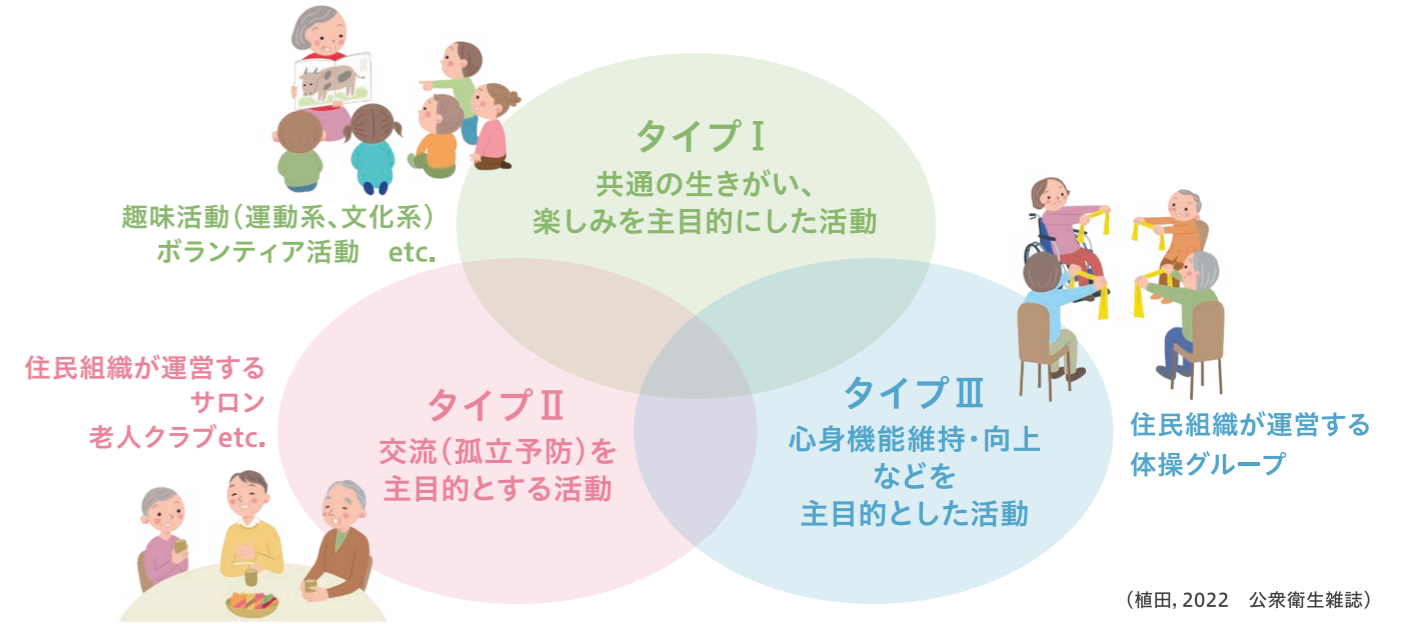 タイプⅠ
共通の生きがい、
楽しみを主目的にした活動
趣味活動（運動系、文化系）
ボランティア活動　etc.
住民組織が運営する
サロン
老人クラブetc.
タイプⅡ
交流（孤立予防）を
主目的とする活動
タイプⅢ
心身機能維持・向上
などを
主目的とした活動
住民組織が運営する
体操グループ
（植田, 2022　公衆衛生雑誌）